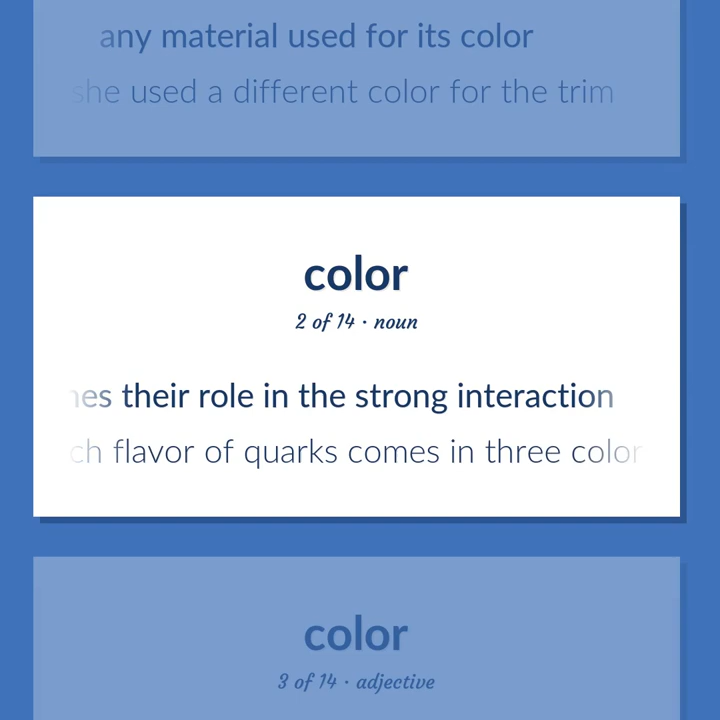 any material used for its color
she used a different color for the trim
color
2 of 14 · noun
their role in the strong interaction
flavor of quarks comes in three color
color
3 of 14 · adjective